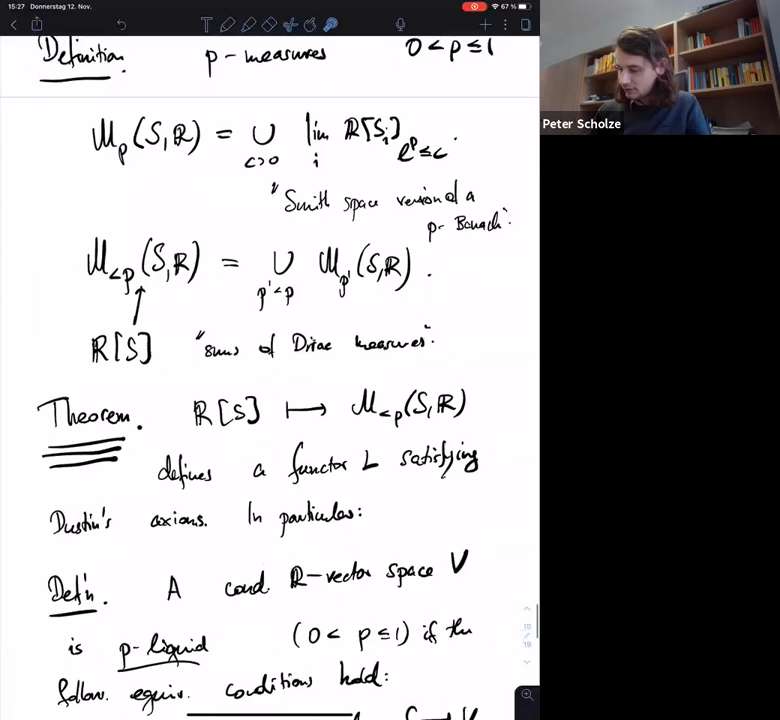 15:27 Donnerstag 12. Nov.
67 %
Definition p-measures 0 < p ≤ 1
Peter Scholze
ℳ_p(S,ℝ) = ∪_{c>0} lim_i ℝ[S_i]_{ℓ^p ≤ c}.
"Smith space version of a
p-Banach".
ℳ_{<p}(S,ℝ) = ∪_{p'<p} ℳ_{p'}(S,ℝ).
↑
ℝ[S] "sums of Dirac measures".
Theorem. ℝ[S] ↦ ℳ_{<p}(S,ℝ)
defines a functor L satisfying
Dustin's axioms. In particular:
Def'n. A cond. ℝ-vector space V
is p-liquid (0 < p ≤ 1) if the
follow. equiv. conditions hold: